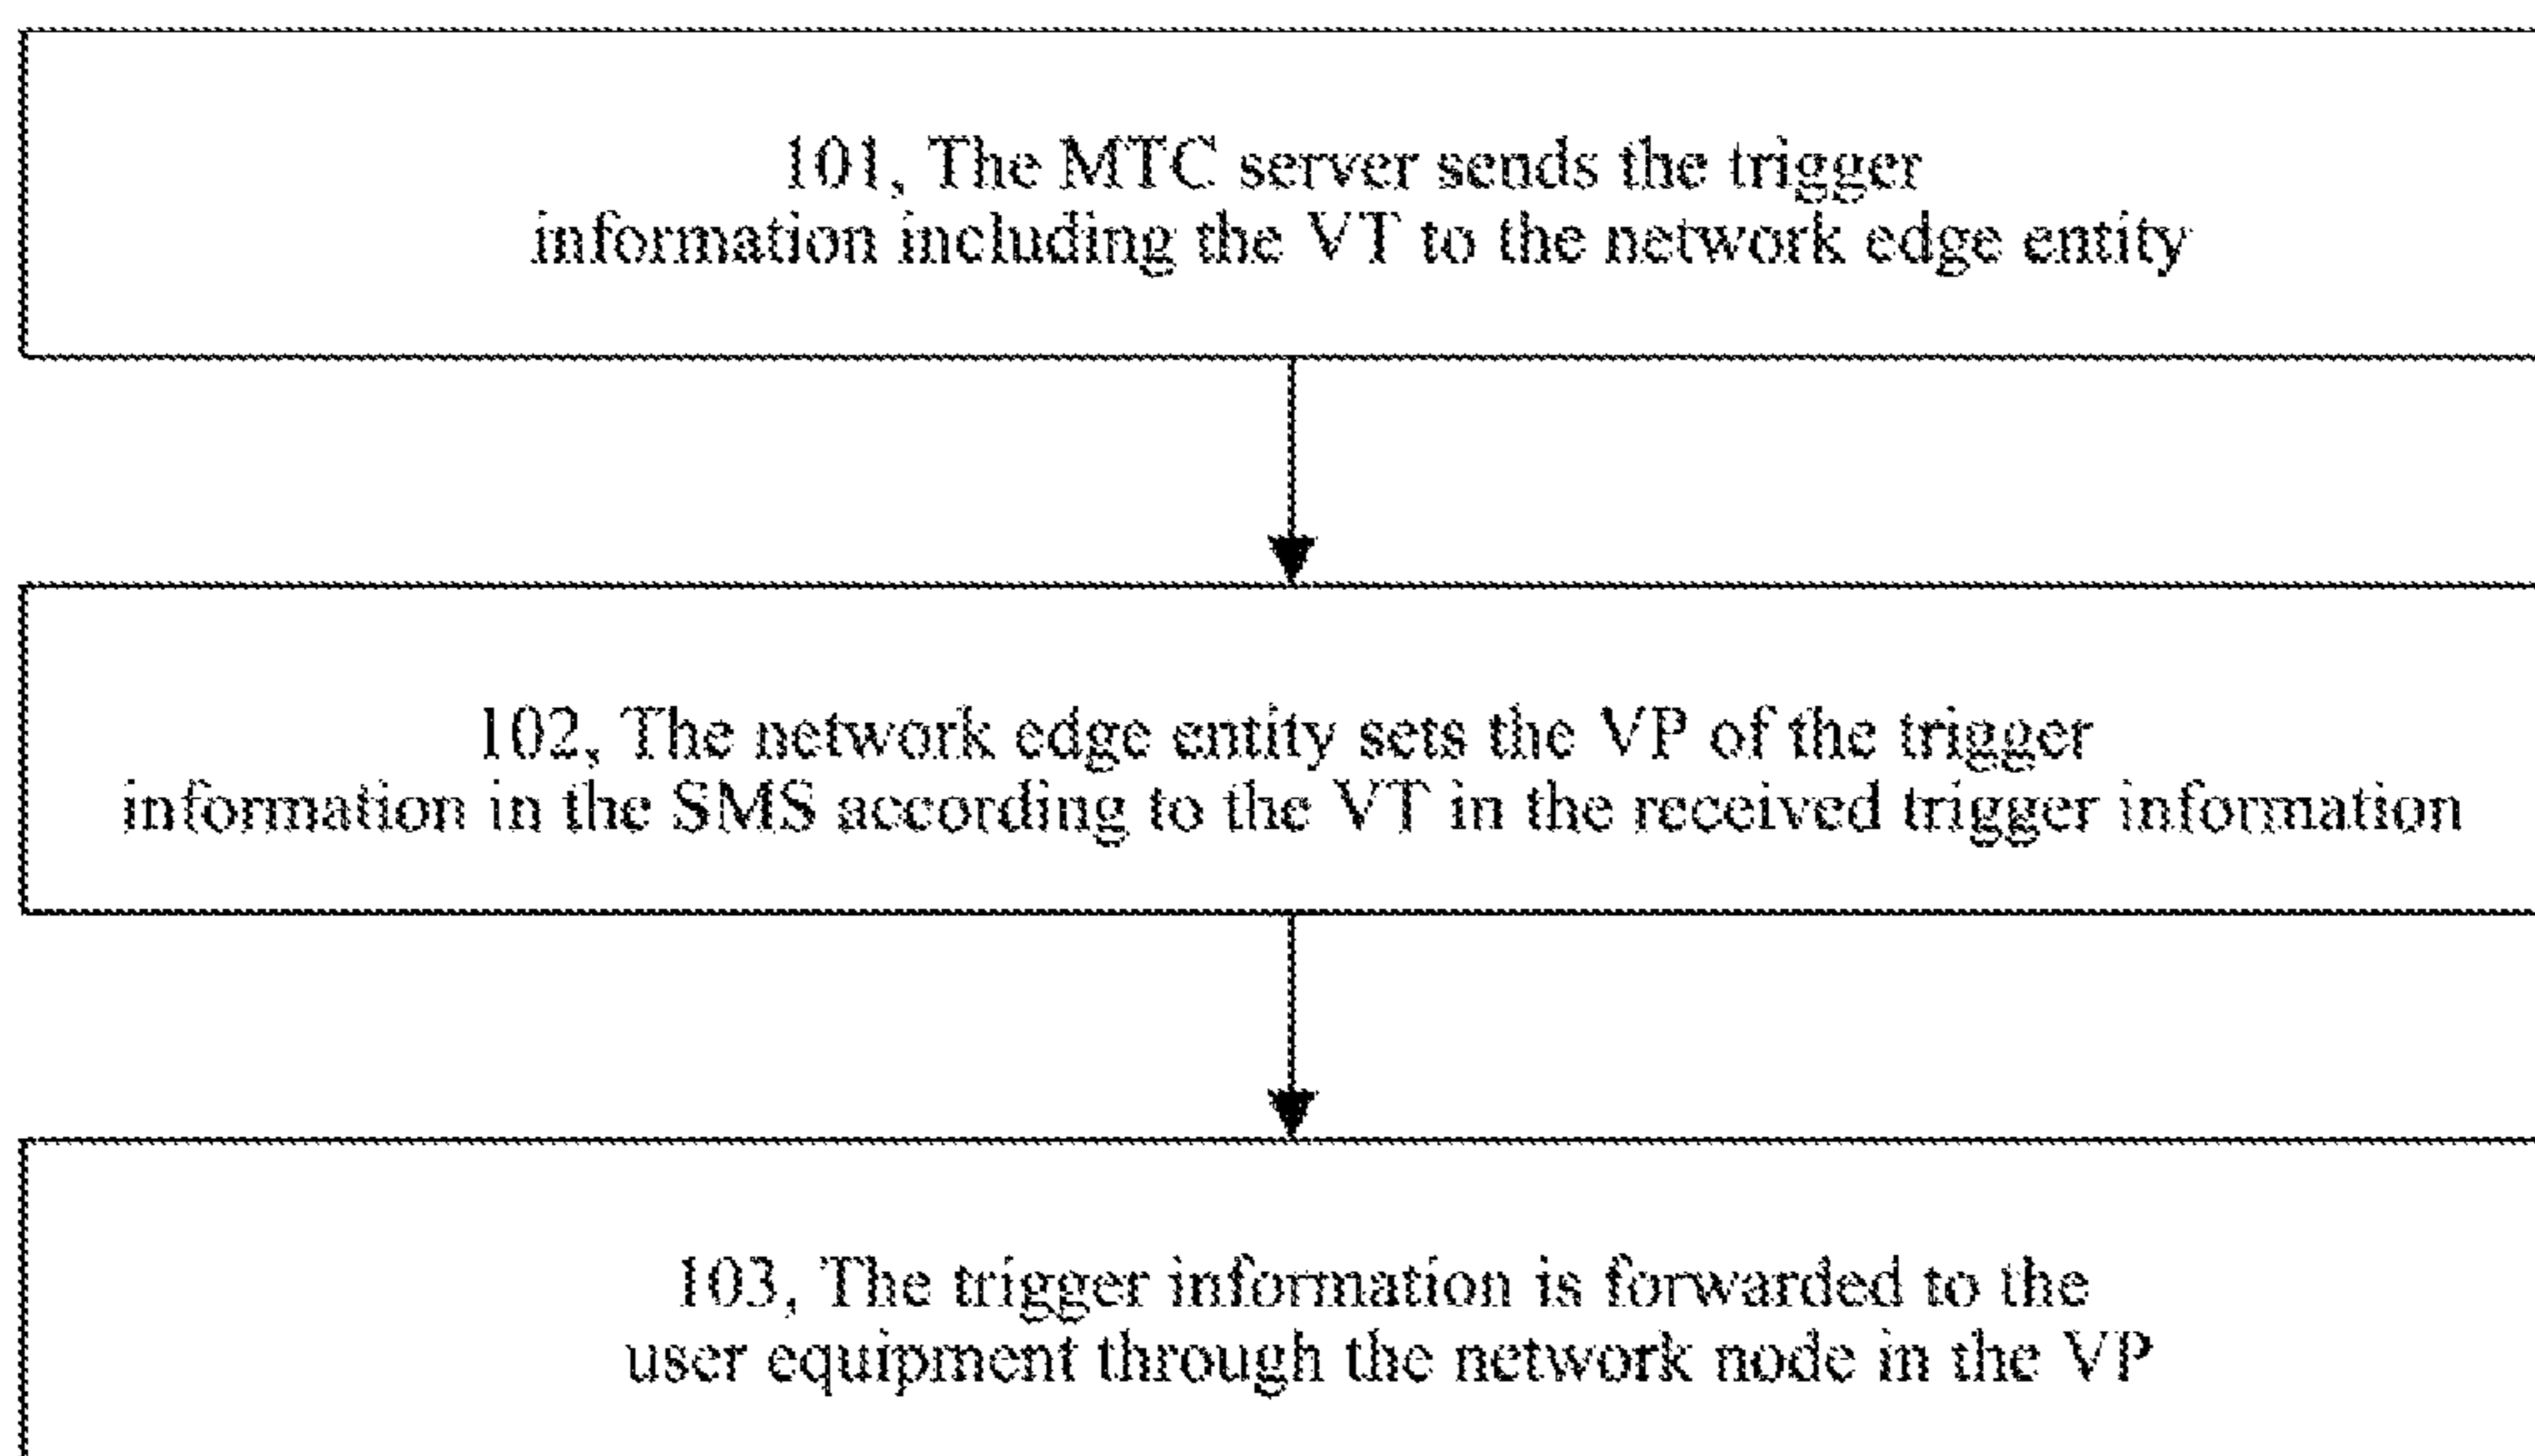 101, The MTC server sends the trigger
information including the VT to the network edge entity
102, The network edge entity sets the VP of the trigger
information in the SMS according to the VT in the received trigger information
103, The trigger information is forwarded to the
user equipment through the network node in the VP